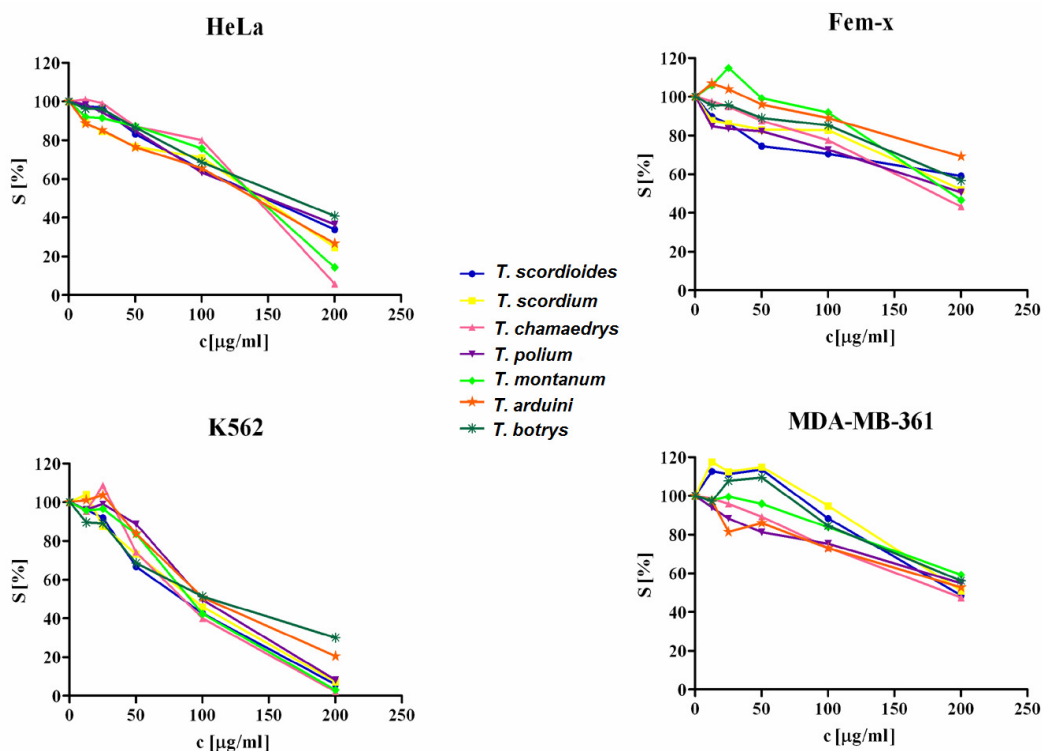 HeLa
S [%]
120
100
80
60
40
20
0
0 50 100 150 200 250
c[µg/ml]
Fem-x
S [%]
120
100
80
60
40
20
0
0 50 100 150 200 250
c[µg/ml]
T. scordioides
T. scordium
T. chamaedrys
T. polium
T. montanum
T. arduini
T. botrys
K562
S [%]
120
100
80
60
40
20
0
0 50 100 150 200 250
c [µg/ml]
MDA-MB-361
S [%]
120
100
80
60
40
20
0
0 50 100 150 200 250
c [µg/ml]